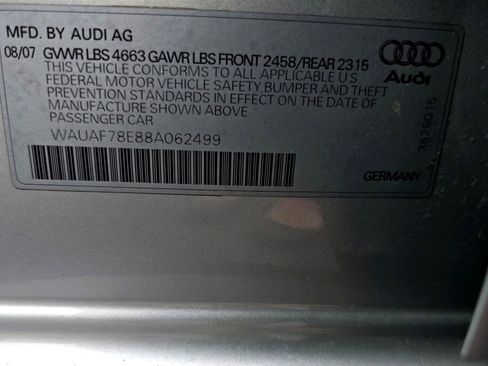 MFD. BY AUDI AG
08/07 GVWR LBS 4663 GAWR LBS FRONT 2458/REAR 2315
THIS VEHICLE CONFORMS TO ALL APPLICABLE U S
FEDERAL MOTOR VEHICLE SAFETY,BUMPER AND THEFT
PREVENTION STANDARDS IN EFFECT ON THE DATE OF
MANUFACTURE SHOWN ABOVE
PASSENGER CAR
WAUAF78E88A062499
Audi
3626015
GERMANY